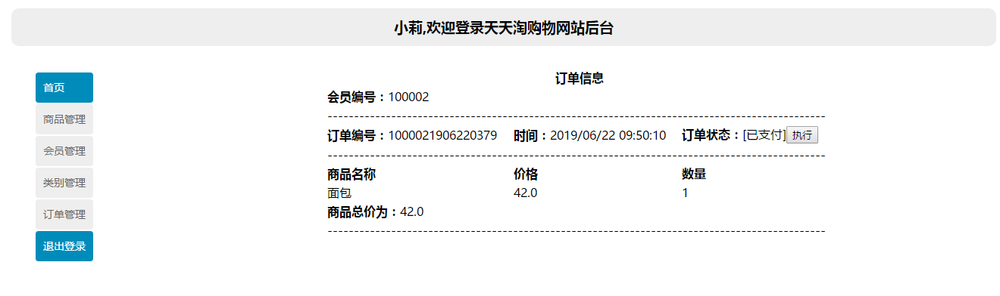 小莉,欢迎登录天天淘购物网站后台
首页
商品管理
会员管理
类别管理
订单管理
退出登录
订单信息
会员编号：100002
------------------------------------------------------------------------------------------------
订单编号：1000021906220379 时间：2019/06/22 09:50:10 订单状态：[已支付] 执行
------------------------------------------------------------------------------------------------
商品名称 价格 数量
面包 42.0 1
商品总价为：42.0
------------------------------------------------------------------------------------------------